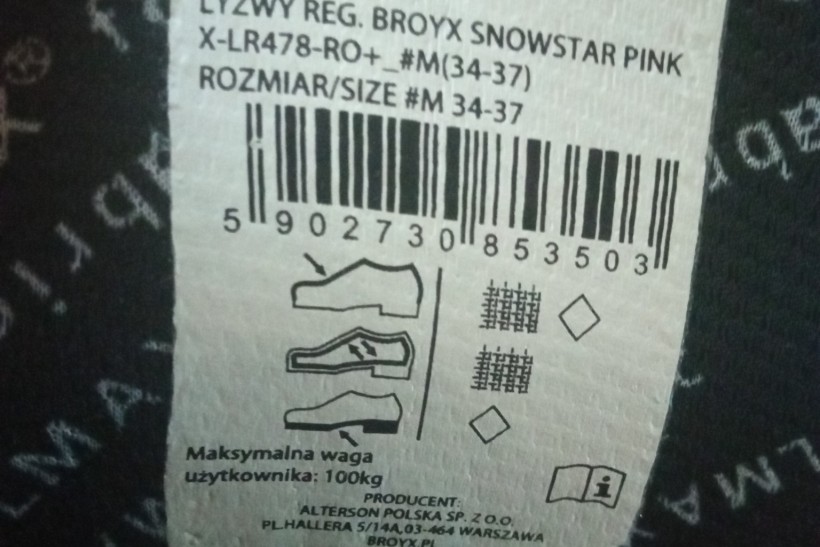 ŁYŻWY REG. BROYX SNOWSTAR PINK
X-LR478-RO+_#M(34-37)
ROZMIAR/SIZE #M 34-37
5 902730 853503
Maksymalna waga
użytkownika: 100kg
PRODUCENT:
ALTERSON POLSKA SP. Z O.O.
PL.HALLERA 5/14A,03-464 WARSZAWA
BROYX.PL